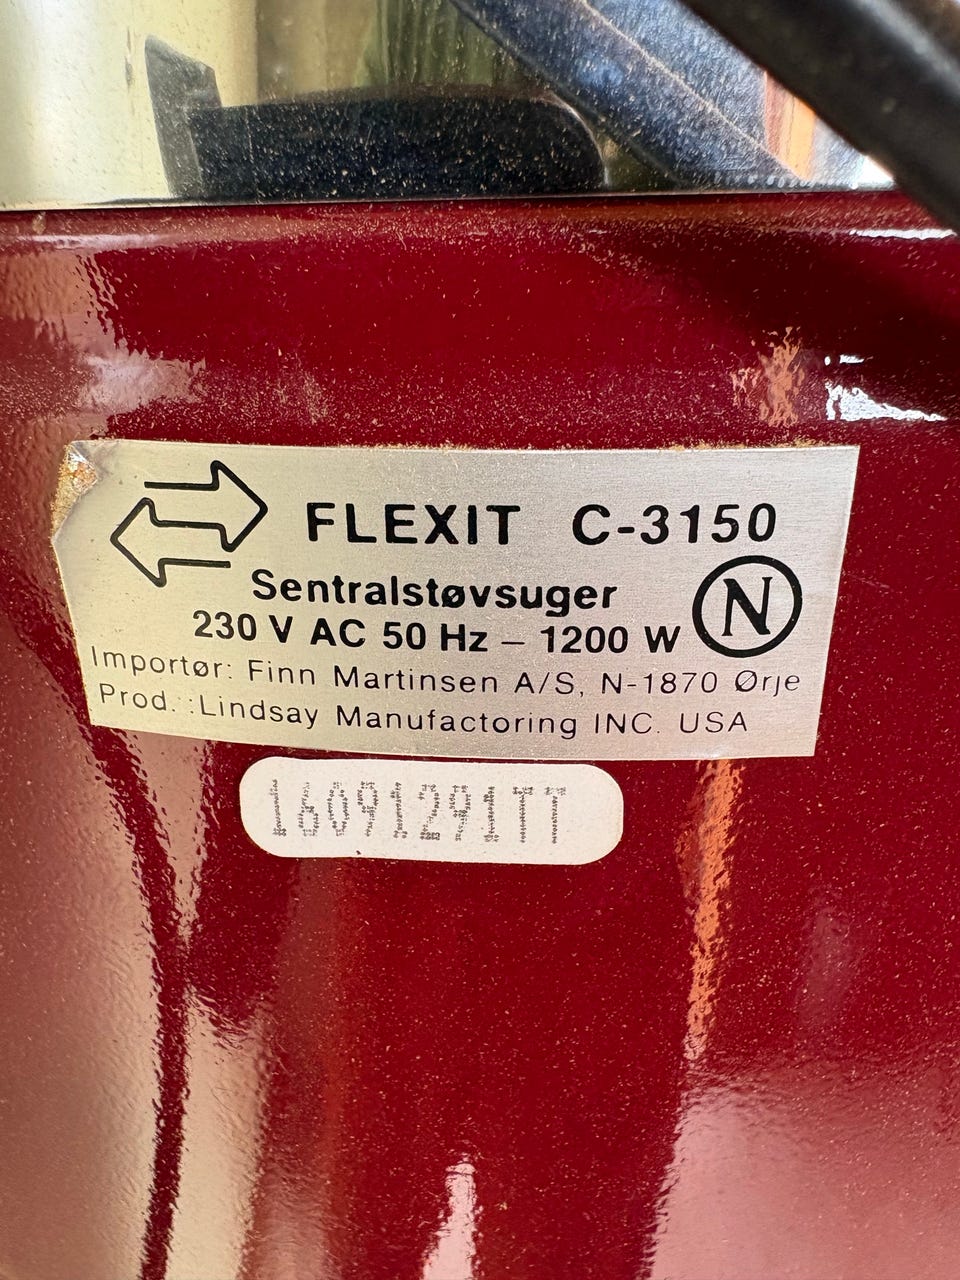 FLEXIT C-3150
Sentralstøvsuger
N
230 V AC 50 Hz – 1200 W
Importør: Finn Martinsen A/S, N-1870 Ørje
Prod. :Lindsay Manufactoring INC. USA